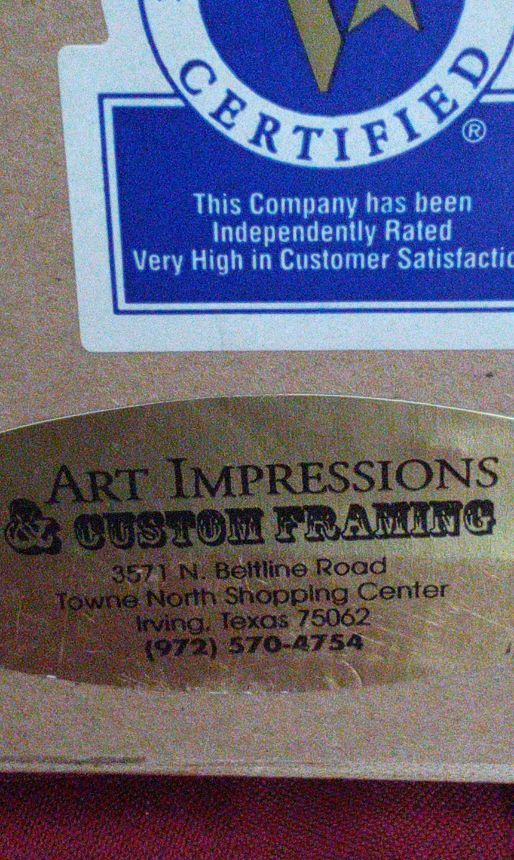 CERTIFIED®
This Company has been
Independently Rated
Very High in Customer Satisfactio
ART IMPRESSIONS
& CUSTOM FRAMING
3571 N. Beltline Road
Towne North Shopping Center
Irving, Texas 75062
(972) 570-4754